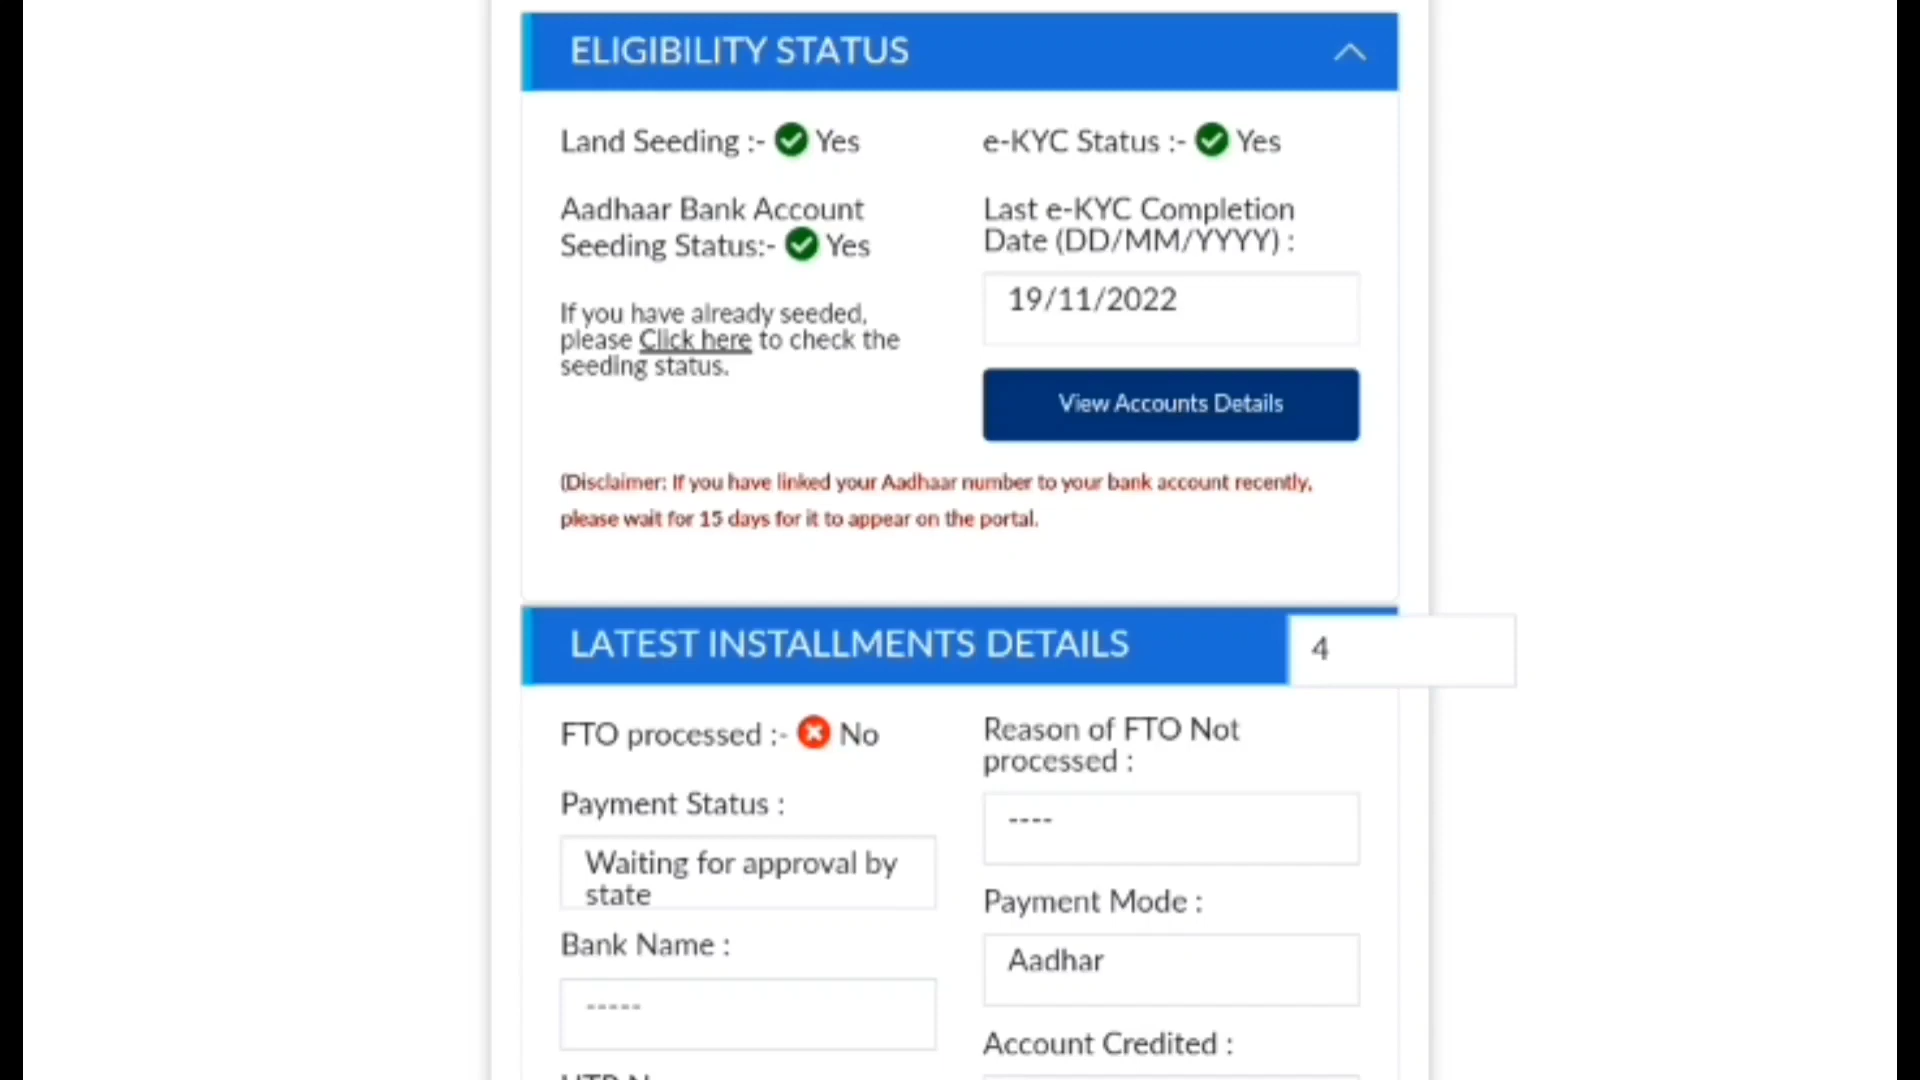 ELIGIBILITY STATUS
Land Seeding :- Yes
e-KYC Status :- Yes
Aadhaar Bank Account
Seeding Status:- Yes
Last e-KYC Completion
Date (DD/MM/YYYY) :
19/11/2022
If you have already seeded,
please Click here to check the
seeding status.
View Accounts Details
(Disclaimer: If you have linked your Aadhaar number to your bank account recently,
please wait for 15 days for it to appear on the portal.
LATEST INSTALLMENTS DETAILS
4
FTO processed :- No
Reason of FTO Not
processed :
----
Payment Status :
Waiting for approval by
state
Payment Mode :
Aadhar
Bank Name :
-----
Account Credited :